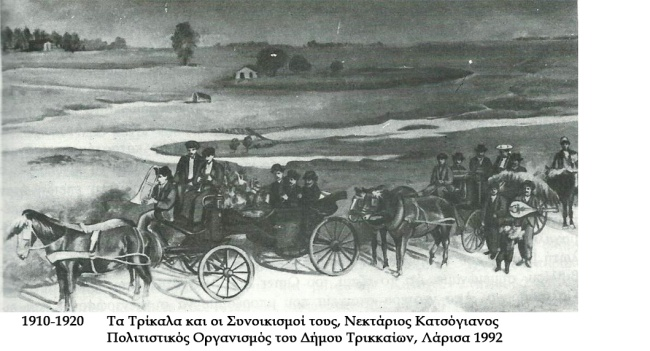 1910-1920 Τα Τρίκαλα και οι Συνοικισμοί τους, Νεκτάριος Κατσόγιανος
Πολιτιστικός Οργανισμός του Δήμου Τρικκαίων, Λάρισα 1992